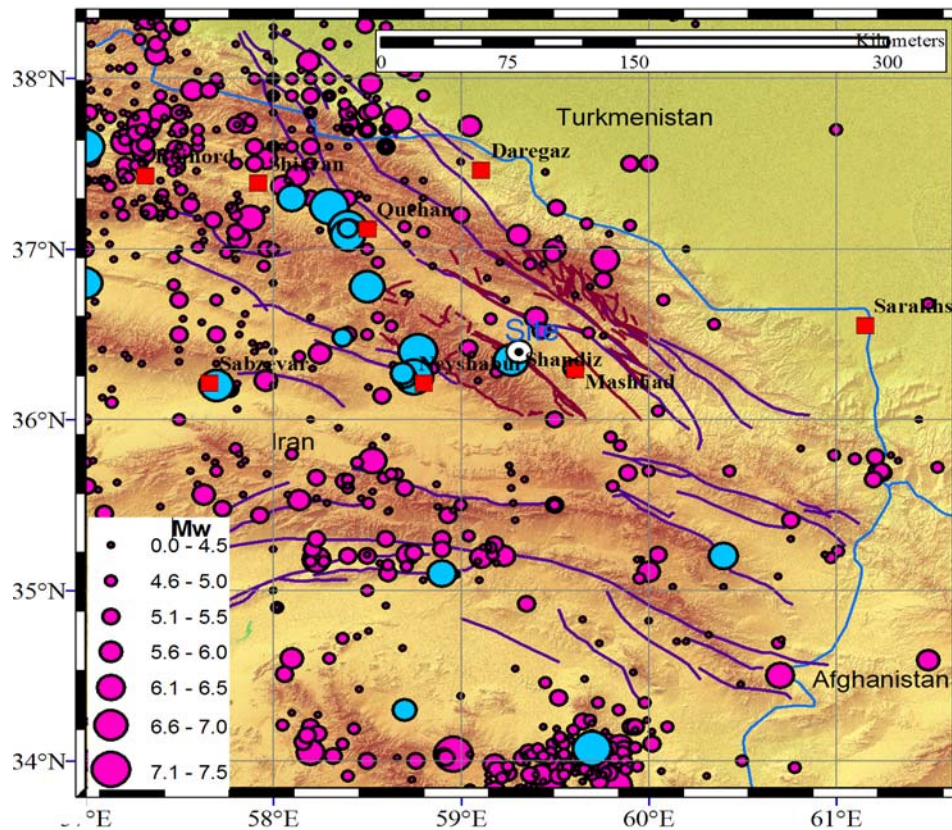 Kilometers
0 75 150 300
38°N
Turkmenistan
Daregaz
Shirvan
Quchan
37°N
Sarakhs
Site
Shandiz
Sabzevar
Neyshabur
Mashhad
36°N
Iran
Mw
0.0 - 4.5
4.6 - 5.0
5.1 - 5.5
5.6 - 6.0
6.1 - 6.5
6.6 - 7.0
7.1 - 7.5
35°N
Afghanistan
34°N
58°E 59°E 60°E 61°E